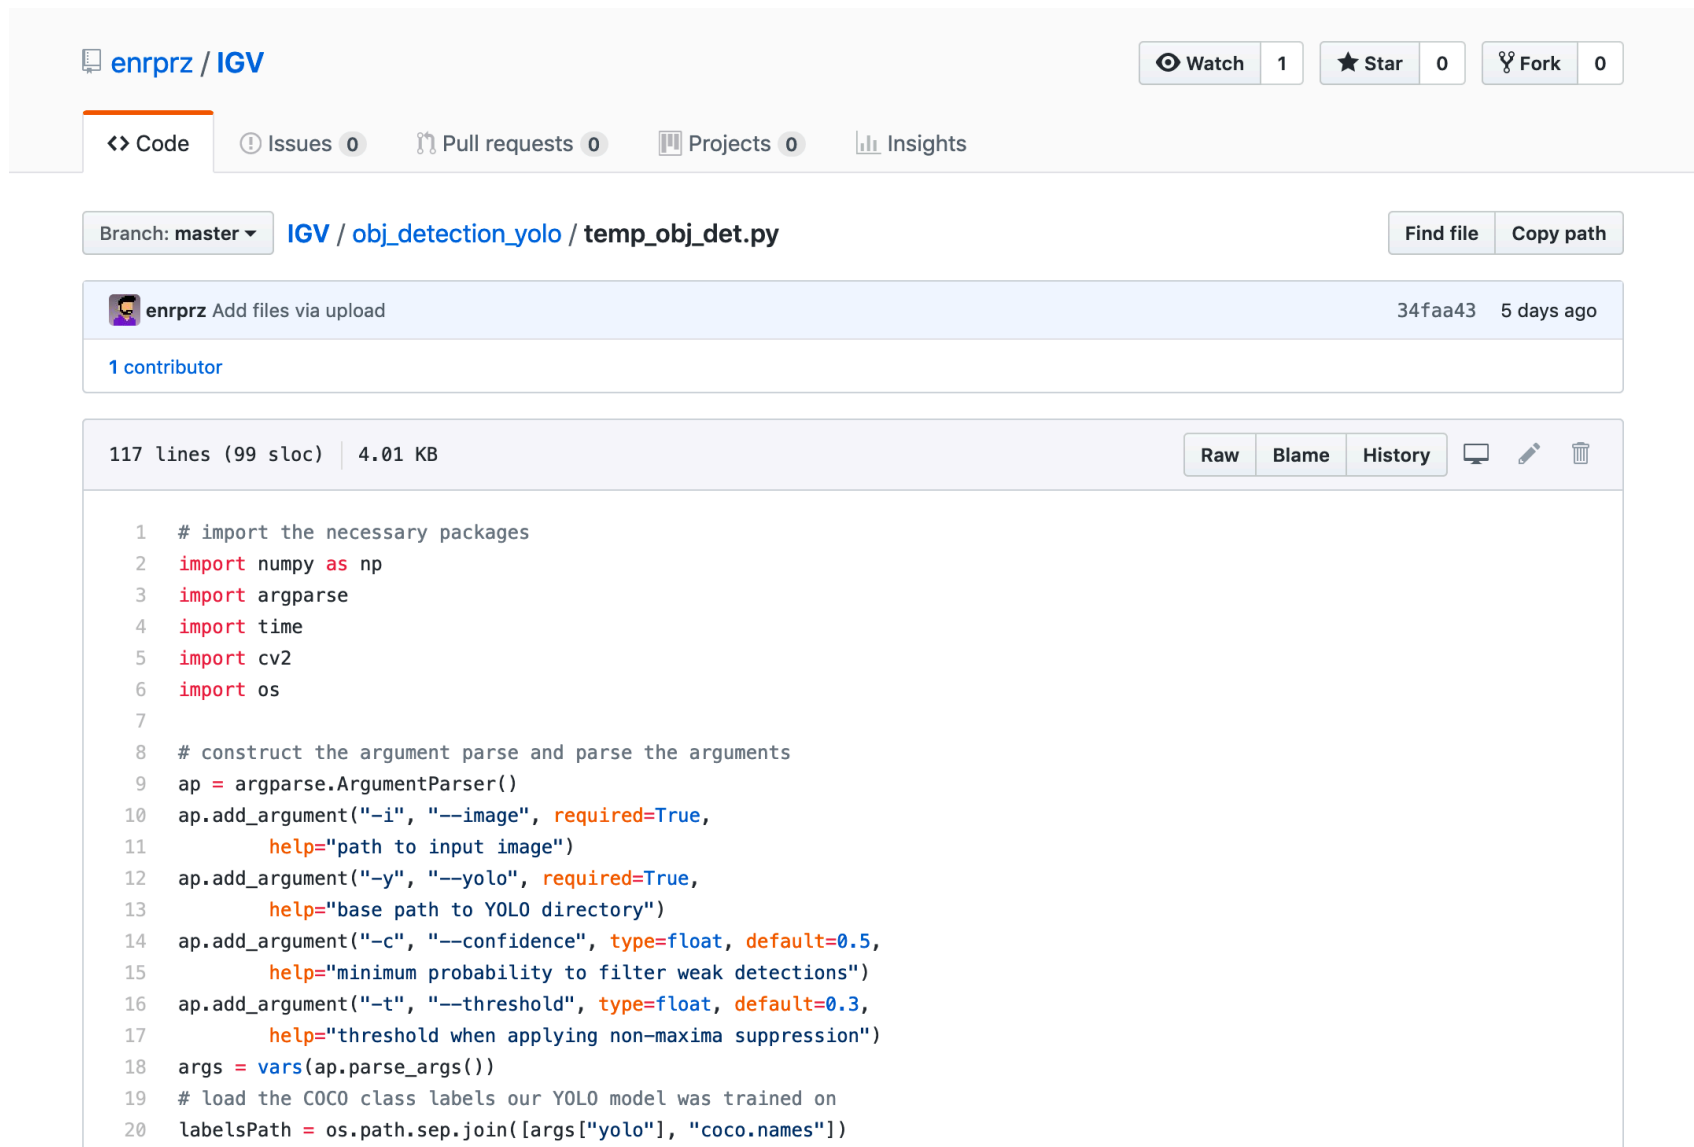 enrprz / IGV
Watch 1 Star 0 Fork 0
Code Issues 0 Pull requests 0 Projects 0 Insights
Branch: master IGV / obj_detection_yolo / temp_obj_det.py Find file Copy path
enrprz Add files via upload 34faa43 5 days ago
1 contributor
117 lines (99 sloc) 4.01 KB Raw Blame History
1 # import the necessary packages
2 import numpy as np
3 import argparse
4 import time
5 import cv2
6 import os
7
8 # construct the argument parse and parse the arguments
9 ap = argparse.ArgumentParser()
10 ap.add_argument("-i", "--image", required=True,
11         help="path to input image")
12 ap.add_argument("-y", "--yolo", required=True,
13         help="base path to YOLO directory")
14 ap.add_argument("-c", "--confidence", type=float, default=0.5,
15         help="minimum probability to filter weak detections")
16 ap.add_argument("-t", "--threshold", type=float, default=0.3,
17         help="threshold when applying non-maxima suppression")
18 args = vars(ap.parse_args())
19 # load the COCO class labels our YOLO model was trained on
20 labelsPath = os.path.sep.join([args["yolo"], "coco.names"])